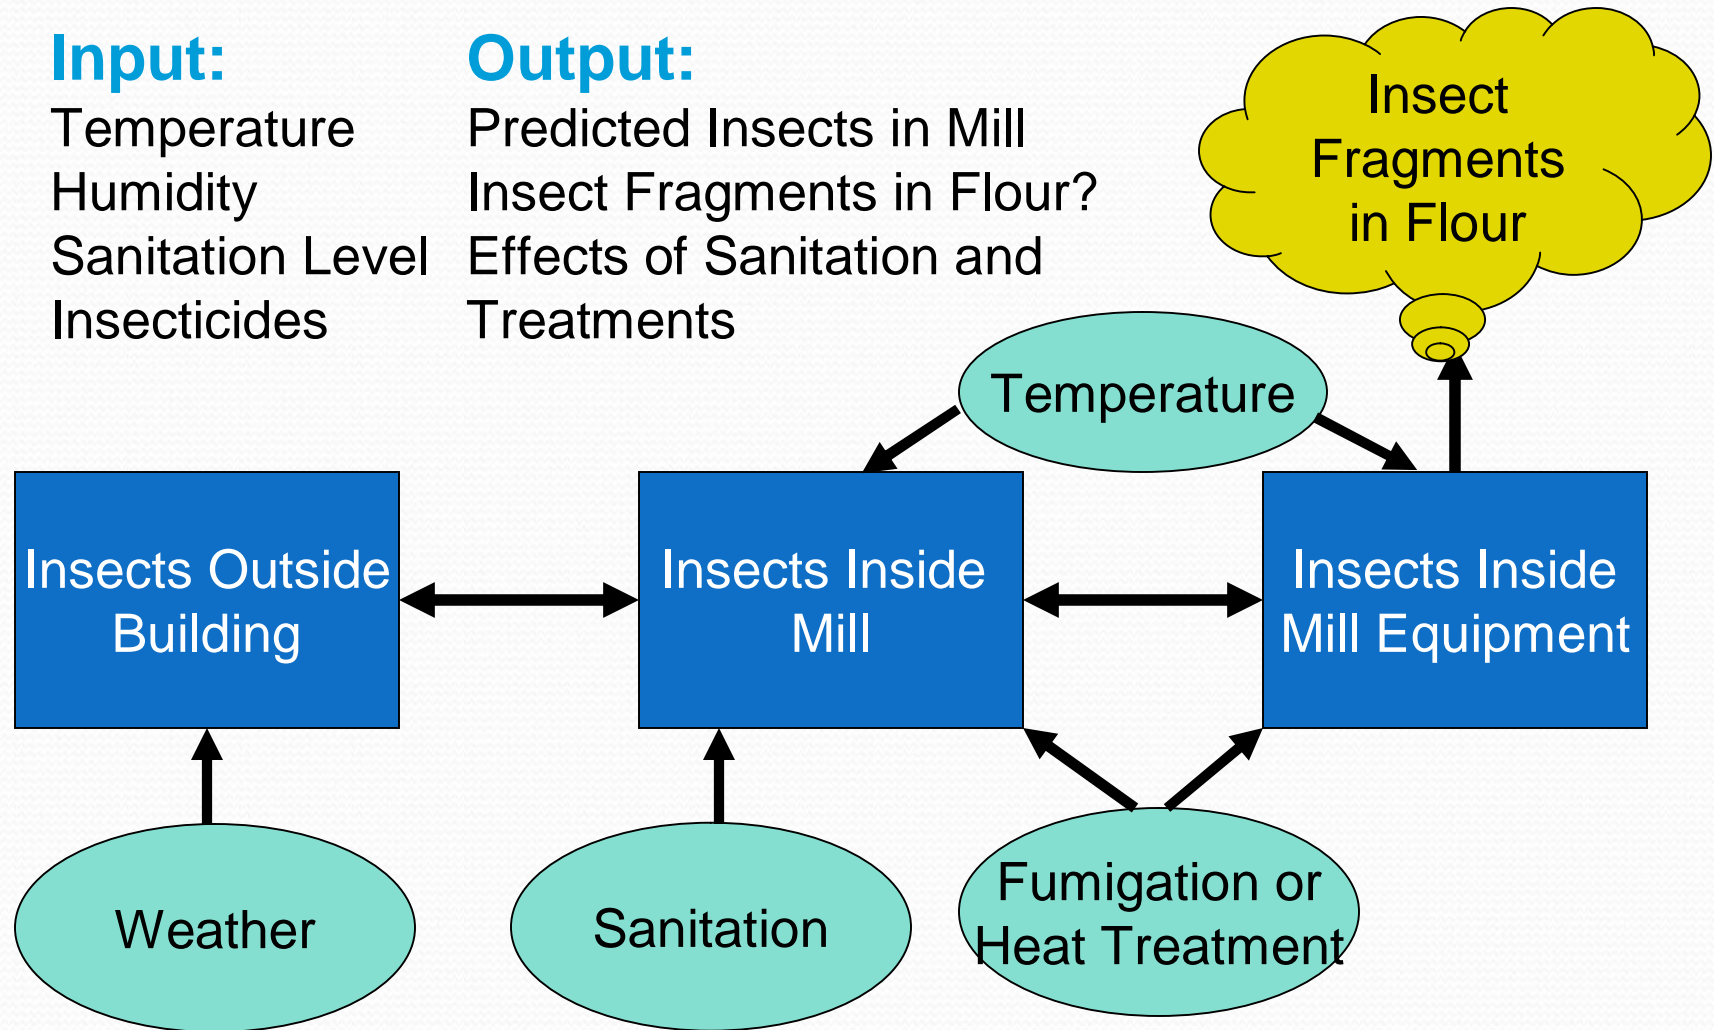 Input:
Temperature
Humidity
Sanitation Level
Insecticides
Output:
Predicted Insects in Mill
Insect Fragments in Flour?
Effects of Sanitation and
Treatments
Insect
Fragments
in Flour
Temperature
Insects Outside
Building
Insects Inside
Mill
Insects Inside
Mill Equipment
Weather
Sanitation
Fumigation or
Heat Treatment